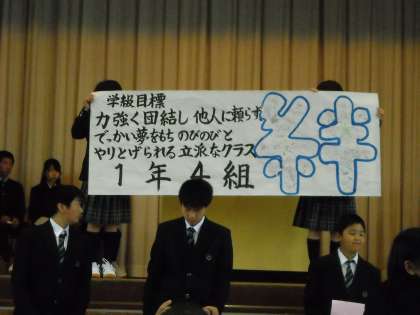 学級目標
力強く団結し 他人に頼らず
でっかい夢をもち のびのびと
やりとげられる 立派なクラス
1年4組
絆